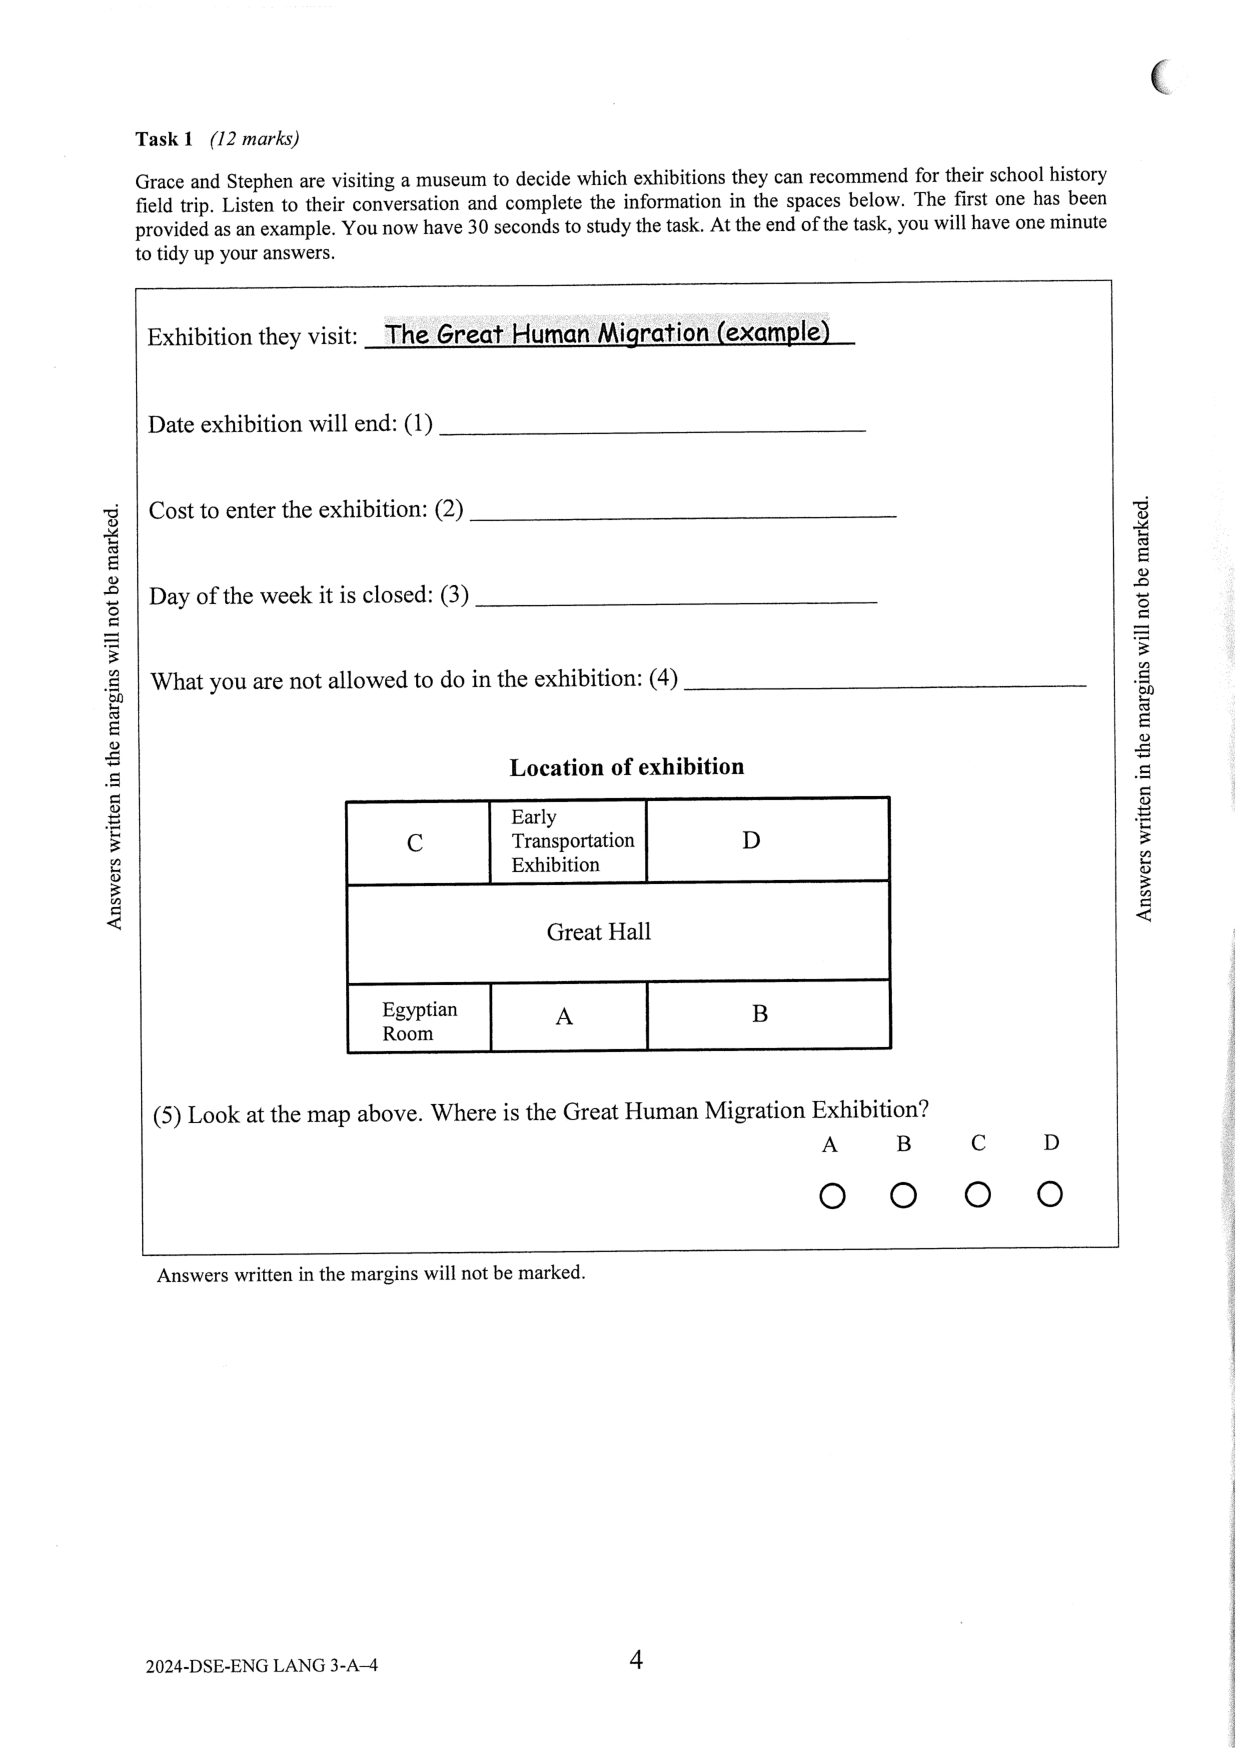 Task 1 (12 marks)
Grace and Stephen are visiting a museum to decide which exhibitions they can recommend for their school history
field trip. Listen to their conversation and complete the information in the spaces below. The first one has been
provided as an example. You now have 30 seconds to study the task. At the end of the task, you will have one minute
to tidy up your answers.
Exhibition they visit: The Great Human Migration (example)
Date exhibition will end: (1)
Cost to enter the exhibition: (2)
Day of the week it is closed: (3)
What you are not allowed to do in the exhibition: (4)
Location of exhibition
C
Early
Transportation
Exhibition
D
Great Hall
Egyptian
Room
A
B
(5) Look at the map above. Where is the Great Human Migration Exhibition?
A B C D
Answers written in the margins will not be marked.
Answers written in the margins will not be marked.
Answers written in the margins will not be marked.
2024-DSE-ENG LANG 3-A–4
4